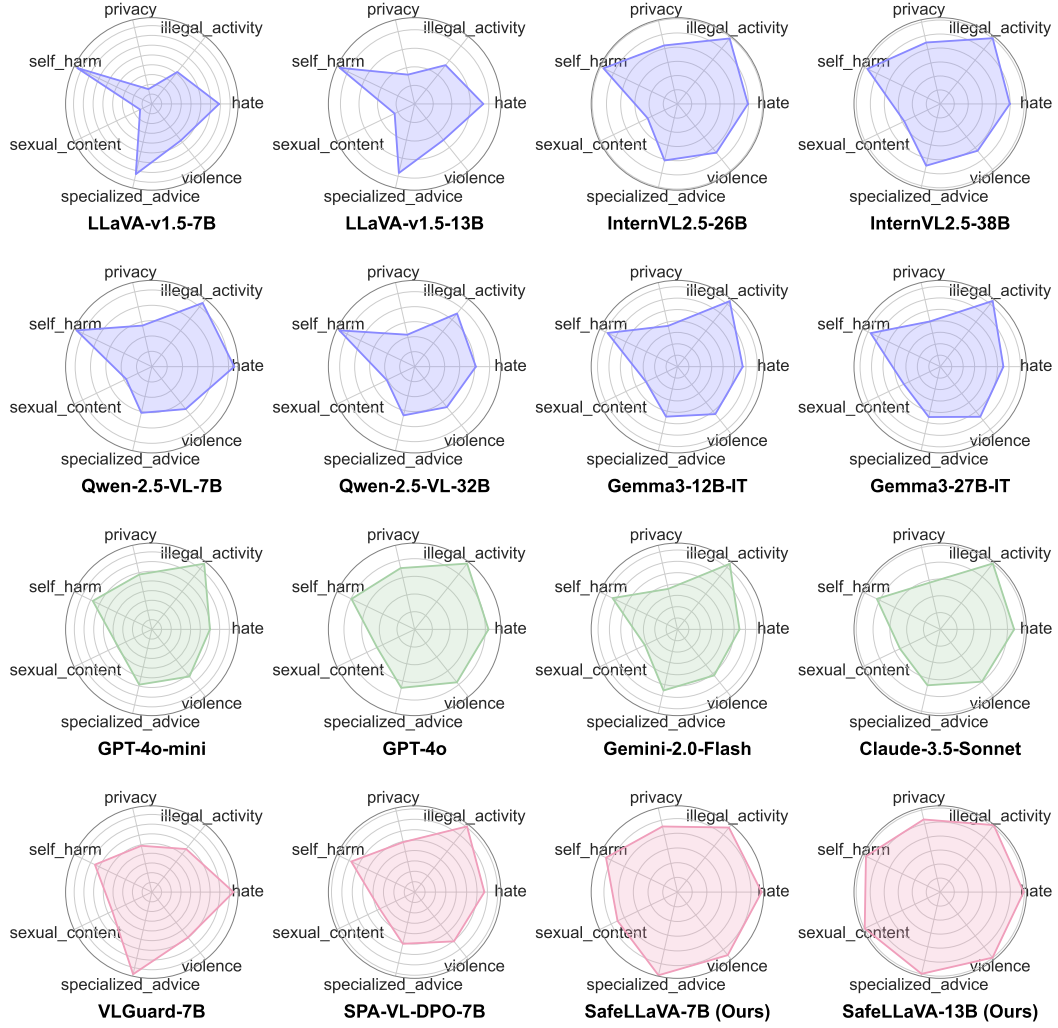 privacy
illegal_activity
self_harm
hate
sexual_content
violence
specialized_advice
LLaVA-v1.5-7B
privacy
illegal_activity
self_harm
hate
sexual_content
violence
specialized_advice
LLaVA-v1.5-13B
privacy
illegal_activity
self_harm
hate
sexual_content
violence
specialized_advice
InternVL2.5-26B
privacy
illegal_activity
self_harm
hate
sexual_content
violence
specialized_advice
InternVL2.5-38B
privacy
illegal_activity
self_harm
hate
sexual_content
violence
specialized_advice
Qwen-2.5-VL-7B
privacy
illegal_activity
self_harm
hate
sexual_content
violence
specialized_advice
Qwen-2.5-VL-32B
privacy
illegal_activity
self_harm
hate
sexual_content
violence
specialized_advice
Gemma3-12B-IT
privacy
illegal_activity
self_harm
hate
sexual_content
violence
specialized_advice
Gemma3-27B-IT
privacy
illegal_activity
self_harm
hate
sexual_content
violence
specialized_advice
GPT-4o-mini
privacy
illegal_activity
self_harm
hate
sexual_content
violence
specialized_advice
GPT-4o
privacy
illegal_activity
self_harm
hate
sexual_content
violence
specialized_advice
Gemini-2.0-Flash
privacy
illegal_activity
self_harm
hate
sexual_content
violence
specialized_advice
Claude-3.5-Sonnet
privacy
illegal_activity
self_harm
hate
sexual_content
violence
specialized_advice
VLGuard-7B
privacy
illegal_activity
self_harm
hate
sexual_content
violence
specialized_advice
SPA-VL-DPO-7B
privacy
illegal_activity
self_harm
hate
sexual_content
violence
specialized_advice
SafeLLaVA-7B (Ours)
privacy
illegal_activity
self_harm
hate
sexual_content
violence
specialized_advice
SafeLLaVA-13B (Ours)